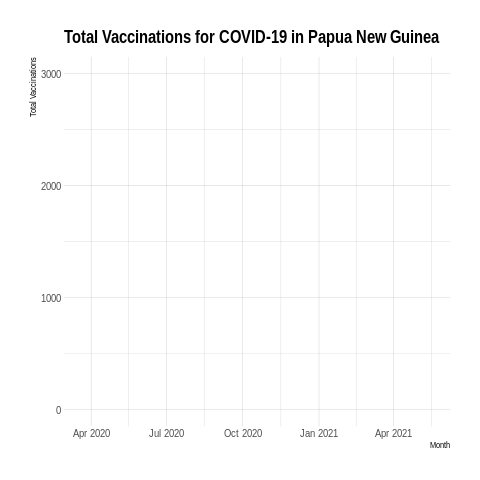 Total Vaccinations for COVID-19 in Papua New Guinea
Total Vaccinations
3000
2000
1000
0
Apr 2020
Jul 2020
Oct 2020
Jan 2021
Apr 2021
Month